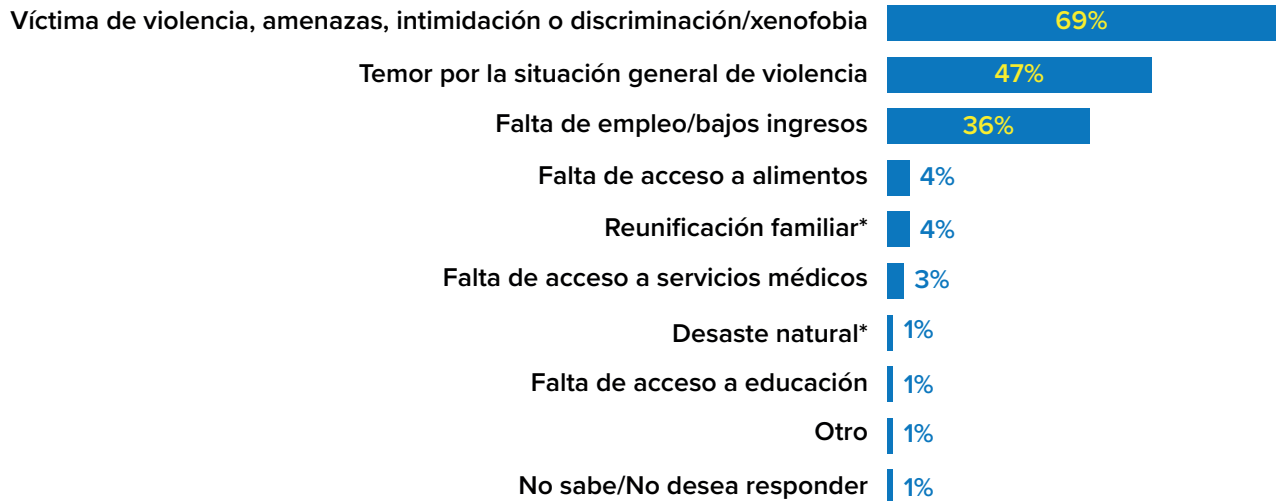 Víctima de violencia, amenazas, intimidación o discriminación/xenofobia 69%
Temor por la situación general de violencia 47%
Falta de empleo/bajos ingresos 36%
Falta de acceso a alimentos 4%
Reunificación familiar* 4%
Falta de acceso a servicios médicos 3%
Desaste natural* 1%
Falta de acceso a educación 1%
Otro 1%
No sabe/No desea responder 1%